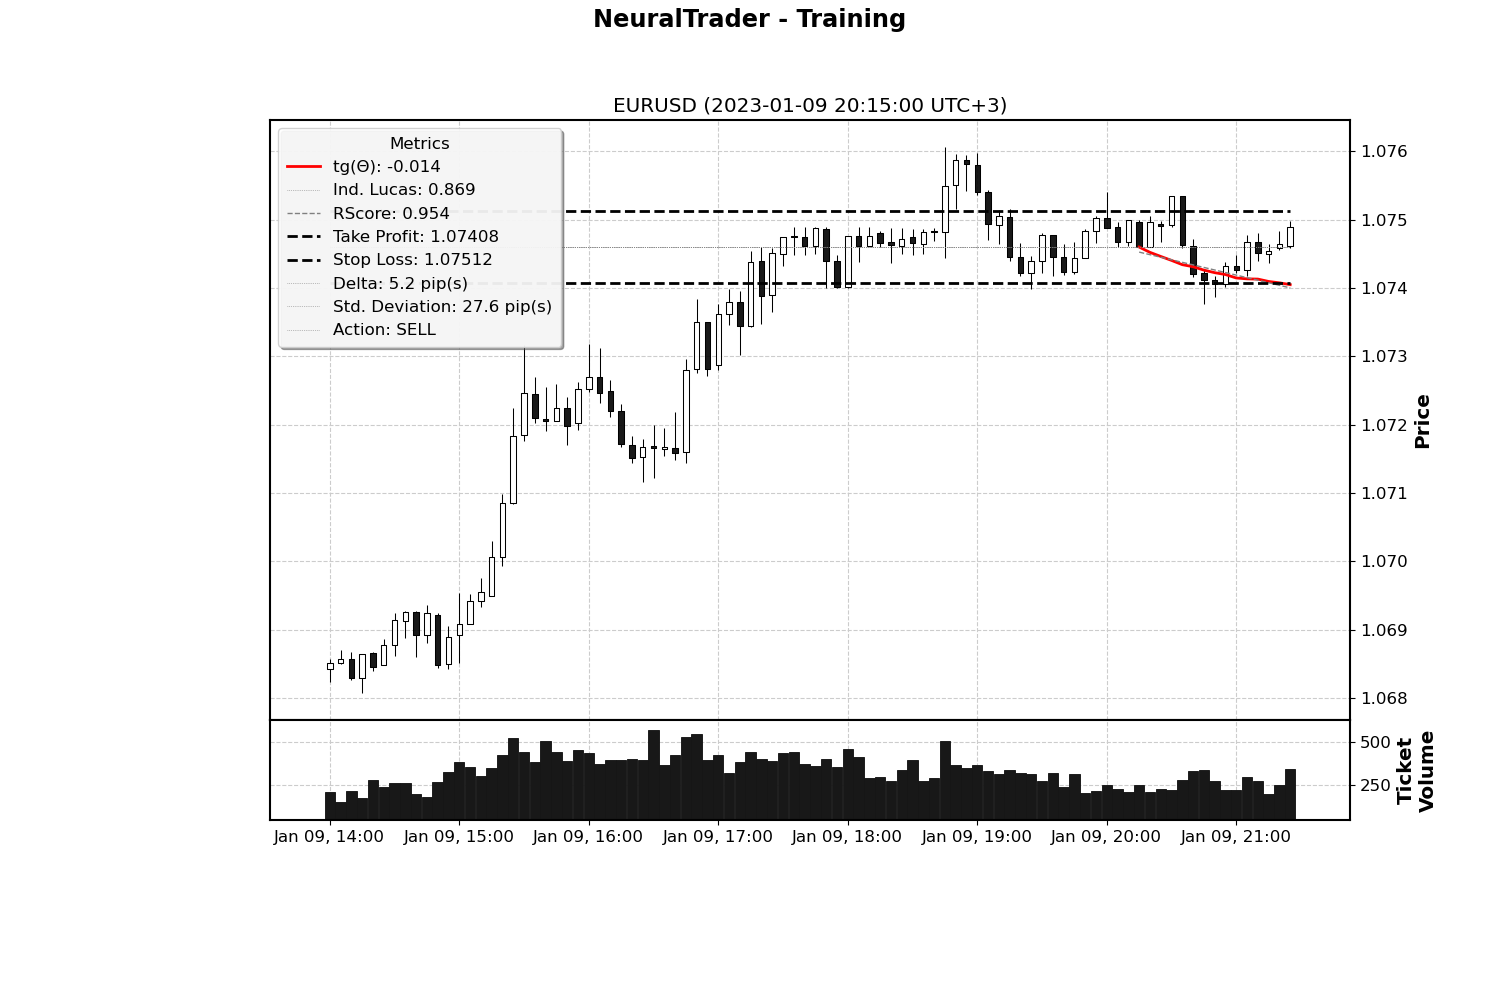 NeuralTrader - Training
EURUSD (2023-01-09 20:15:00 UTC+3)
Metrics
tg(Θ): -0.014
Ind. Lucas: 0.869
RScore: 0.954
Take Profit: 1.07408
Stop Loss: 1.07512
Delta: 5.2 pip(s)
Std. Deviation: 27.6 pip(s)
Action: SELL
1.076
1.075
1.074
1.073
1.072
1.071
1.070
1.069
1.068
Price
500
250
Ticket
Volume
Jan 09, 14:00
Jan 09, 15:00
Jan 09, 16:00
Jan 09, 17:00
Jan 09, 18:00
Jan 09, 19:00
Jan 09, 20:00
Jan 09, 21:00